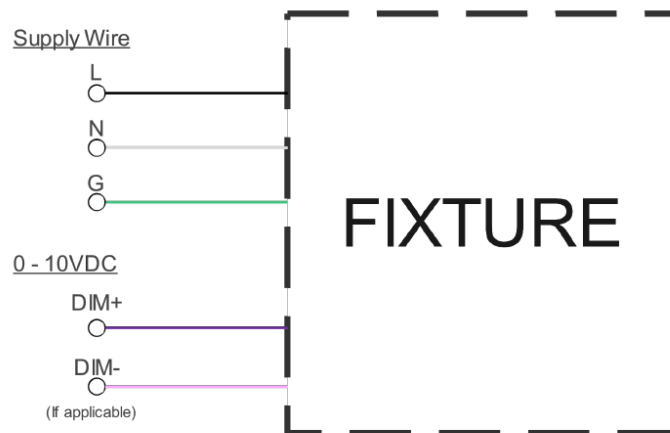 Supply Wire
L
N
G
FIXTURE
0 - 10VDC
DIM+
DIM-
(If applicable)